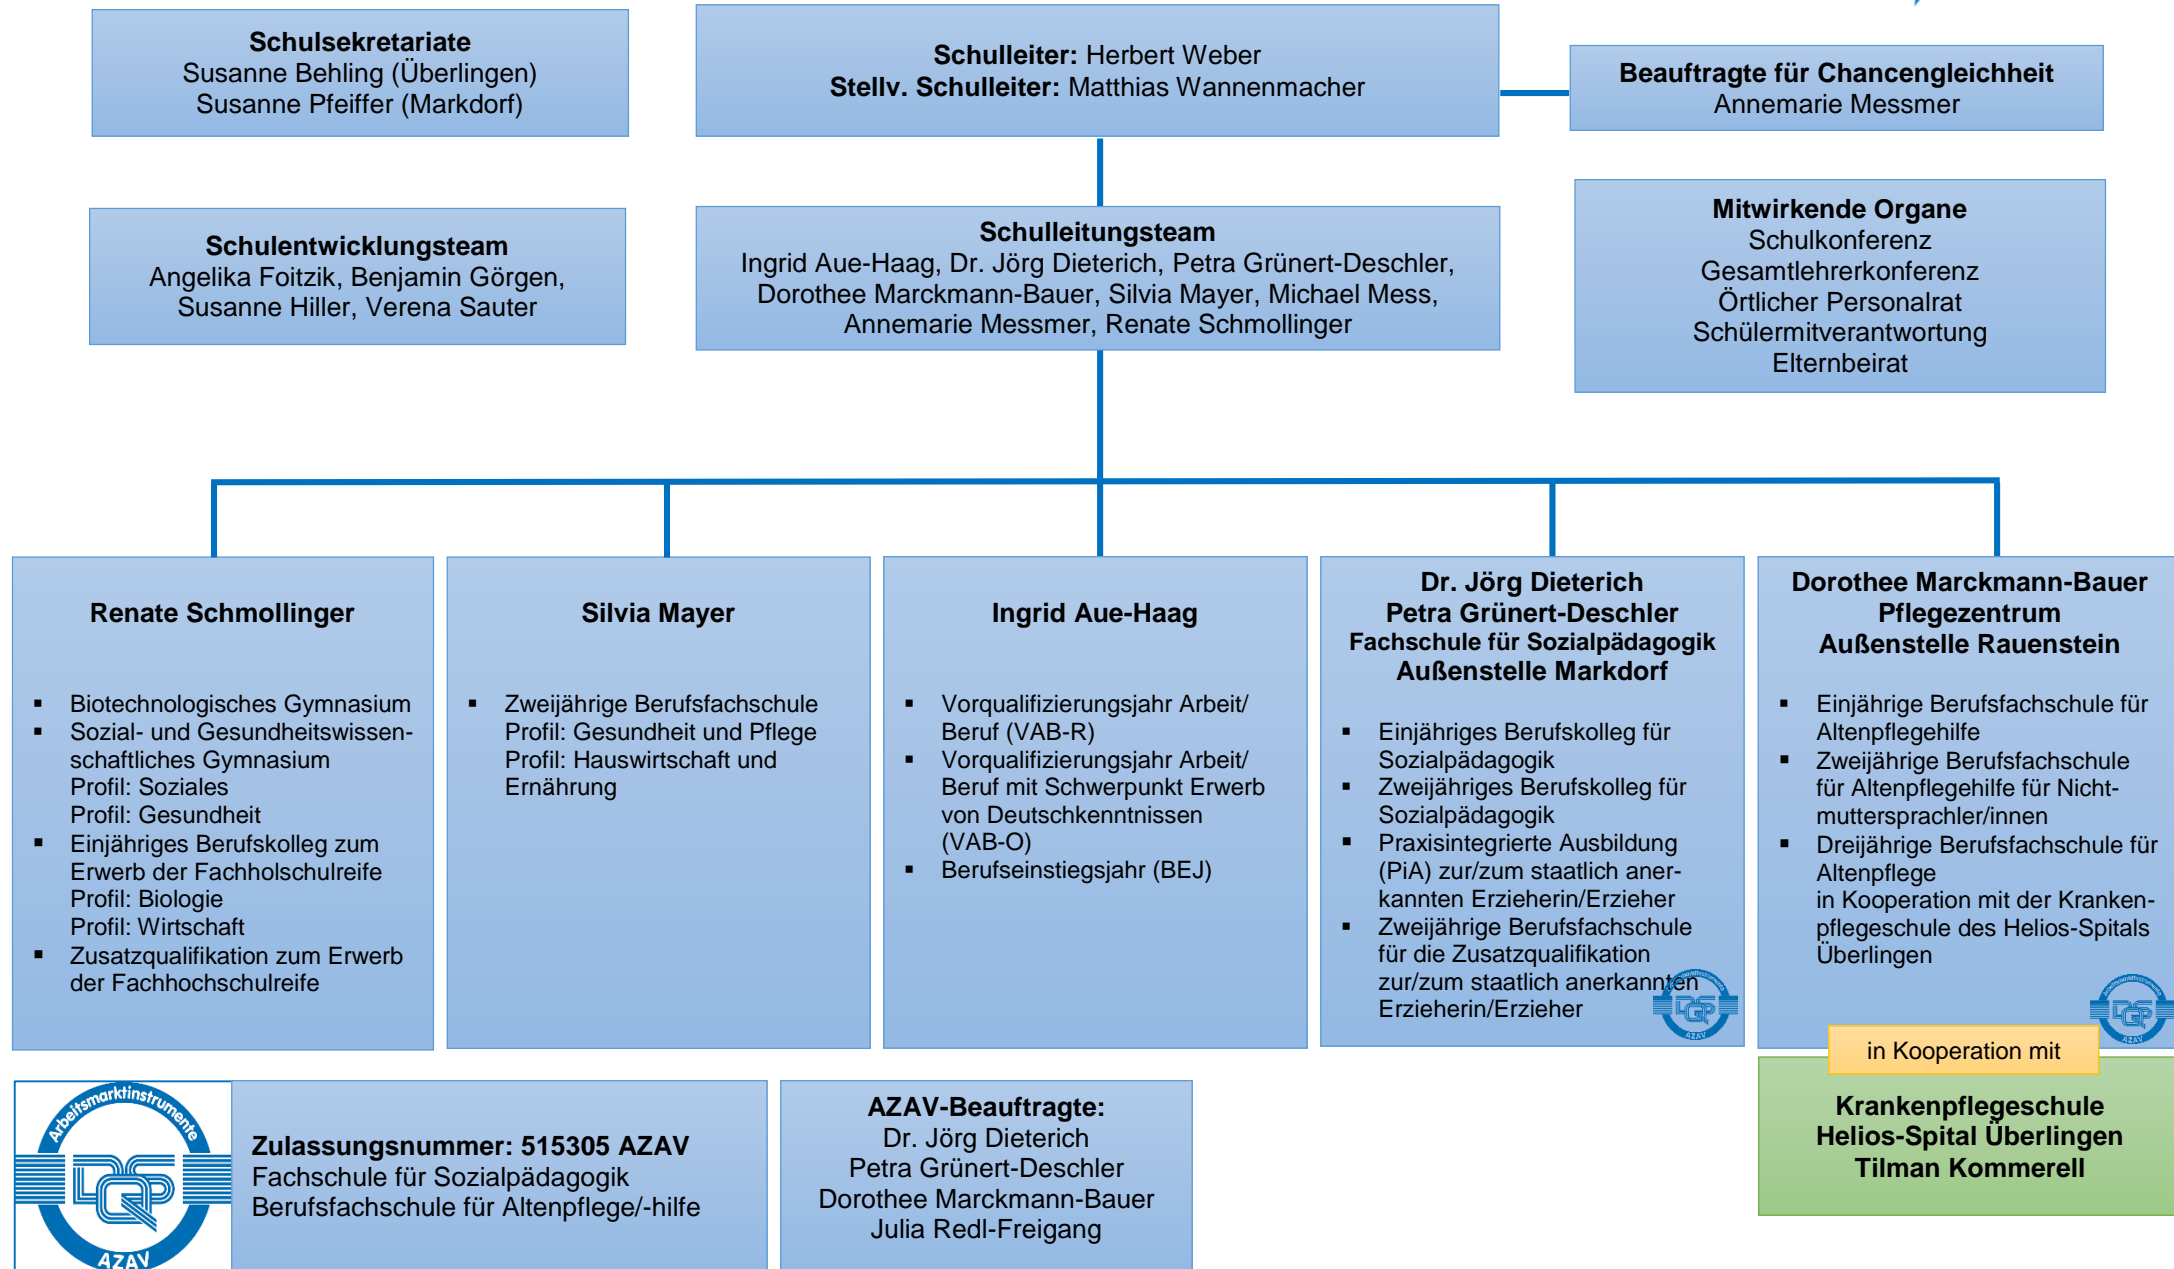 Schulsekretariate
Susanne Behling (Überlingen)
Susanne Pfeiffer (Markdorf)
Schulleiter: Herbert Weber
Stellv. Schulleiter: Matthias Wannenmacher
Beauftragte für Chancengleichheit
Annemarie Messmer
Schulentwicklungsteam
Angelika Foitzik, Benjamin Görgen,
Susanne Hiller, Verena Sauter
Schulleitungsteam
Ingrid Aue-Haag, Dr. Jörg Dieterich, Petra Grünert-Deschler,
Dorothee Marckmann-Bauer, Silvia Mayer, Michael Mess,
Annemarie Messmer, Renate Schmollinger
Mitwirkende Organe
Schulkonferenz
Gesamtlehrerkonferenz
Örtlicher Personalrat
Schülermitverantwortung
Elternbeirat
Renate Schmollinger
▪ Biotechnologisches Gymnasium
▪ Sozial- und Gesundheitswissen-
schaftliches Gymnasium
Profil: Soziales
Profil: Gesundheit
▪ Einjähriges Berufskolleg zum
Erwerb der Fachholschulreife
Profil: Biologie
Profil: Wirtschaft
▪ Zusatzqualifikation zum Erwerb
der Fachhochschulreife
Silvia Mayer
▪ Zweijährige Berufsfachschule
Profil: Gesundheit und Pflege
Profil: Hauswirtschaft und
Ernährung
Ingrid Aue-Haag
▪ Vorqualifizierungsjahr Arbeit/
Beruf (VAB-R)
▪ Vorqualifizierungsjahr Arbeit/
Beruf mit Schwerpunkt Erwerb
von Deutschkenntnissen
(VAB-O)
▪ Berufseinstiegsjahr (BEJ)
Dr. Jörg Dieterich
Petra Grünert-Deschler
Fachschule für Sozialpädagogik
Außenstelle Markdorf
▪ Einjähriges Berufskolleg für
Sozialpädagogik
▪ Zweijähriges Berufskolleg für
Sozialpädagogik
▪ Praxisintegrierte Ausbildung
(PiA) zur/zum staatlich aner-
kannten Erzieherin/Erzieher
▪ Zweijährige Berufsfachschule
für die Zusatzqualifikation
zur/zum staatlich anerkannten
Erzieherin/Erzieher
Arbeitsmarktinstrumente
DQS
LGP
AZAV
Dorothee Marckmann-Bauer
Pflegezentrum
Außenstelle Rauenstein
▪ Einjährige Berufsfachschule für
Altenpflegehilfe
▪ Zweijährige Berufsfachschule
für Altenpflegehilfe für Nicht-
muttersprachler/innen
▪ Dreijährige Berufsfachschule für
Altenpflege
in Kooperation mit der Kranken-
pflegeschule des Helios-Spitals
Überlingen
Arbeitsmarktinstrumente
AZAV
in Kooperation mit
Krankenpflegeschule
Helios-Spital Überlingen
Tilman Kommerell
Arbeitsmarktinstrumente
AZAV
Zulassungsnummer: 515305 AZAV
Fachschule für Sozialpädagogik
Berufsfachschule für Altenpflege/-hilfe
AZAV-Beauftragte:
Dr. Jörg Dieterich
Petra Grünert-Deschler
Dorothee Marckmann-Bauer
Julia Redl-Freigang